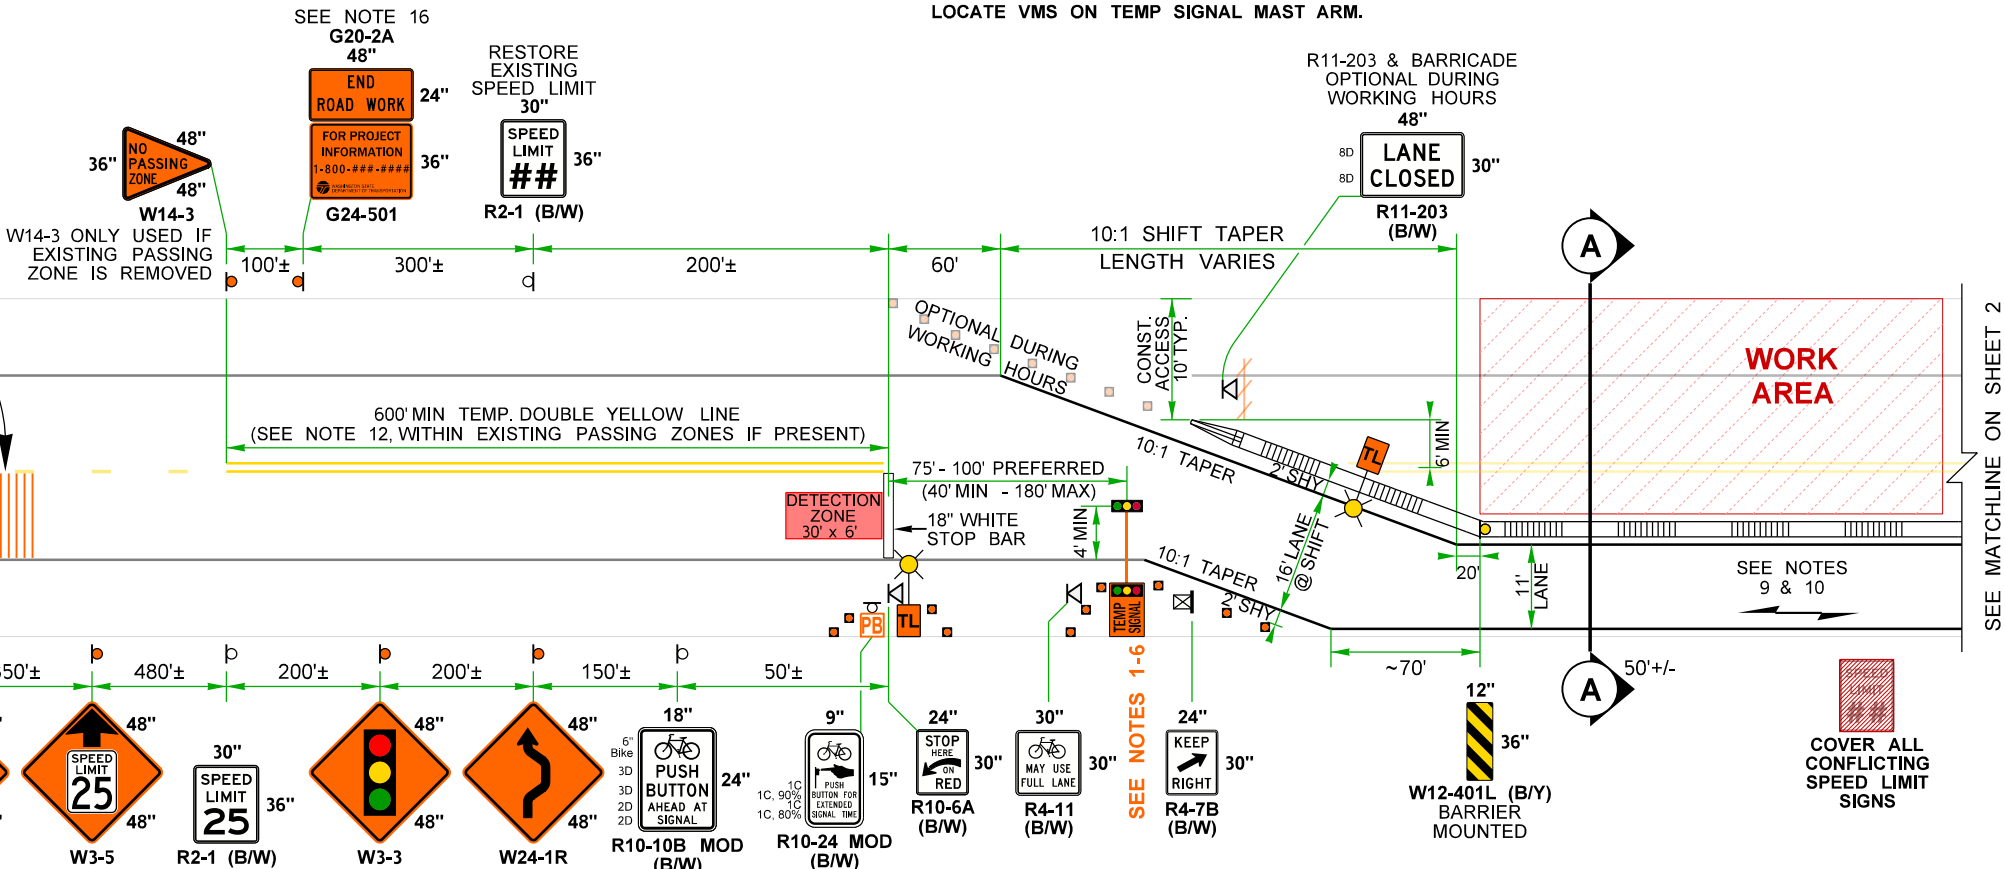 LOCATE VMS ON TEMP SIGNAL MAST ARM.
SEE NOTE 16
G20-2A
48"
END
ROAD WORK
24"
FOR PROJECT
INFORMATION
1-800-###-####
WASHINGTON STATE
DEPARTMENT OF TRANSPORTATION
36"
G24-501
RESTORE
EXISTING
SPEED LIMIT
30"
SPEED
LIMIT
##
36"
R2-1 (B/W)
36"
NO
PASSING
ZONE
48"
48"
W14-3
W14-3 ONLY USED IF
EXISTING PASSING
ZONE IS REMOVED
R11-203 & BARRICADE
OPTIONAL DURING
WORKING HOURS
48"
8D
8D
LANE
CLOSED
30"
R11-203
(B/W)
100'±
300'±
200'±
60'
10:1 SHIFT TAPER
LENGTH VARIES
A
OPTIONAL DURING
WORKING HOURS
CONST.
ACCESS
10' TYP.
WORK
AREA
SEE MATCHLINE ON SHEET 2
600' MIN TEMP. DOUBLE YELLOW LINE
(SEE NOTE 12, WITHIN EXISTING PASSING ZONES IF PRESENT)
10:1 TAPER
2' SHY
TL
6' MIN
75' - 100' PREFERRED
(40' MIN - 180' MAX)
DETECTION
ZONE
30' x 6'
18" WHITE
STOP BAR
4' MIN
10:1 TAPER
2' SHY
16' LANE
@ SHIFT
20'
11'
LANE
SEE NOTES
9 & 10
PB
TL
TEMP
SIGNAL
SEE NOTES 1-6
~70'
A
50'+/-
50'±
480'±
200'±
200'±
150'±
50'±
48"
SPEED
LIMIT
25
48"
W3-5
30"
SPEED
LIMIT
25
36"
R2-1 (B/W)
48"
48"
W3-3
48"
48"
W24-1R
18"
6"
Bike
3D
3D
2D
2D
PUSH
BUTTON
AHEAD AT
SIGNAL
24"
R10-10B MOD
(B/W)
9"
1C
1C, 90%
1C
1C, 80%
PUSH
BUTTON FOR
EXTENDED
SIGNAL TIME
15"
R10-24 MOD
(B/W)
24"
STOP
HERE
ON
RED
30"
R10-6A
(B/W)
30"
MAY USE
FULL LANE
30"
R4-11
(B/W)
24"
KEEP
RIGHT
30"
R4-7B
(B/W)
12"
36"
W12-401L (B/Y)
BARRIER
MOUNTED
SPEED
LIMIT
##
COVER ALL
CONFLICTING
SPEED LIMIT
SIGNS